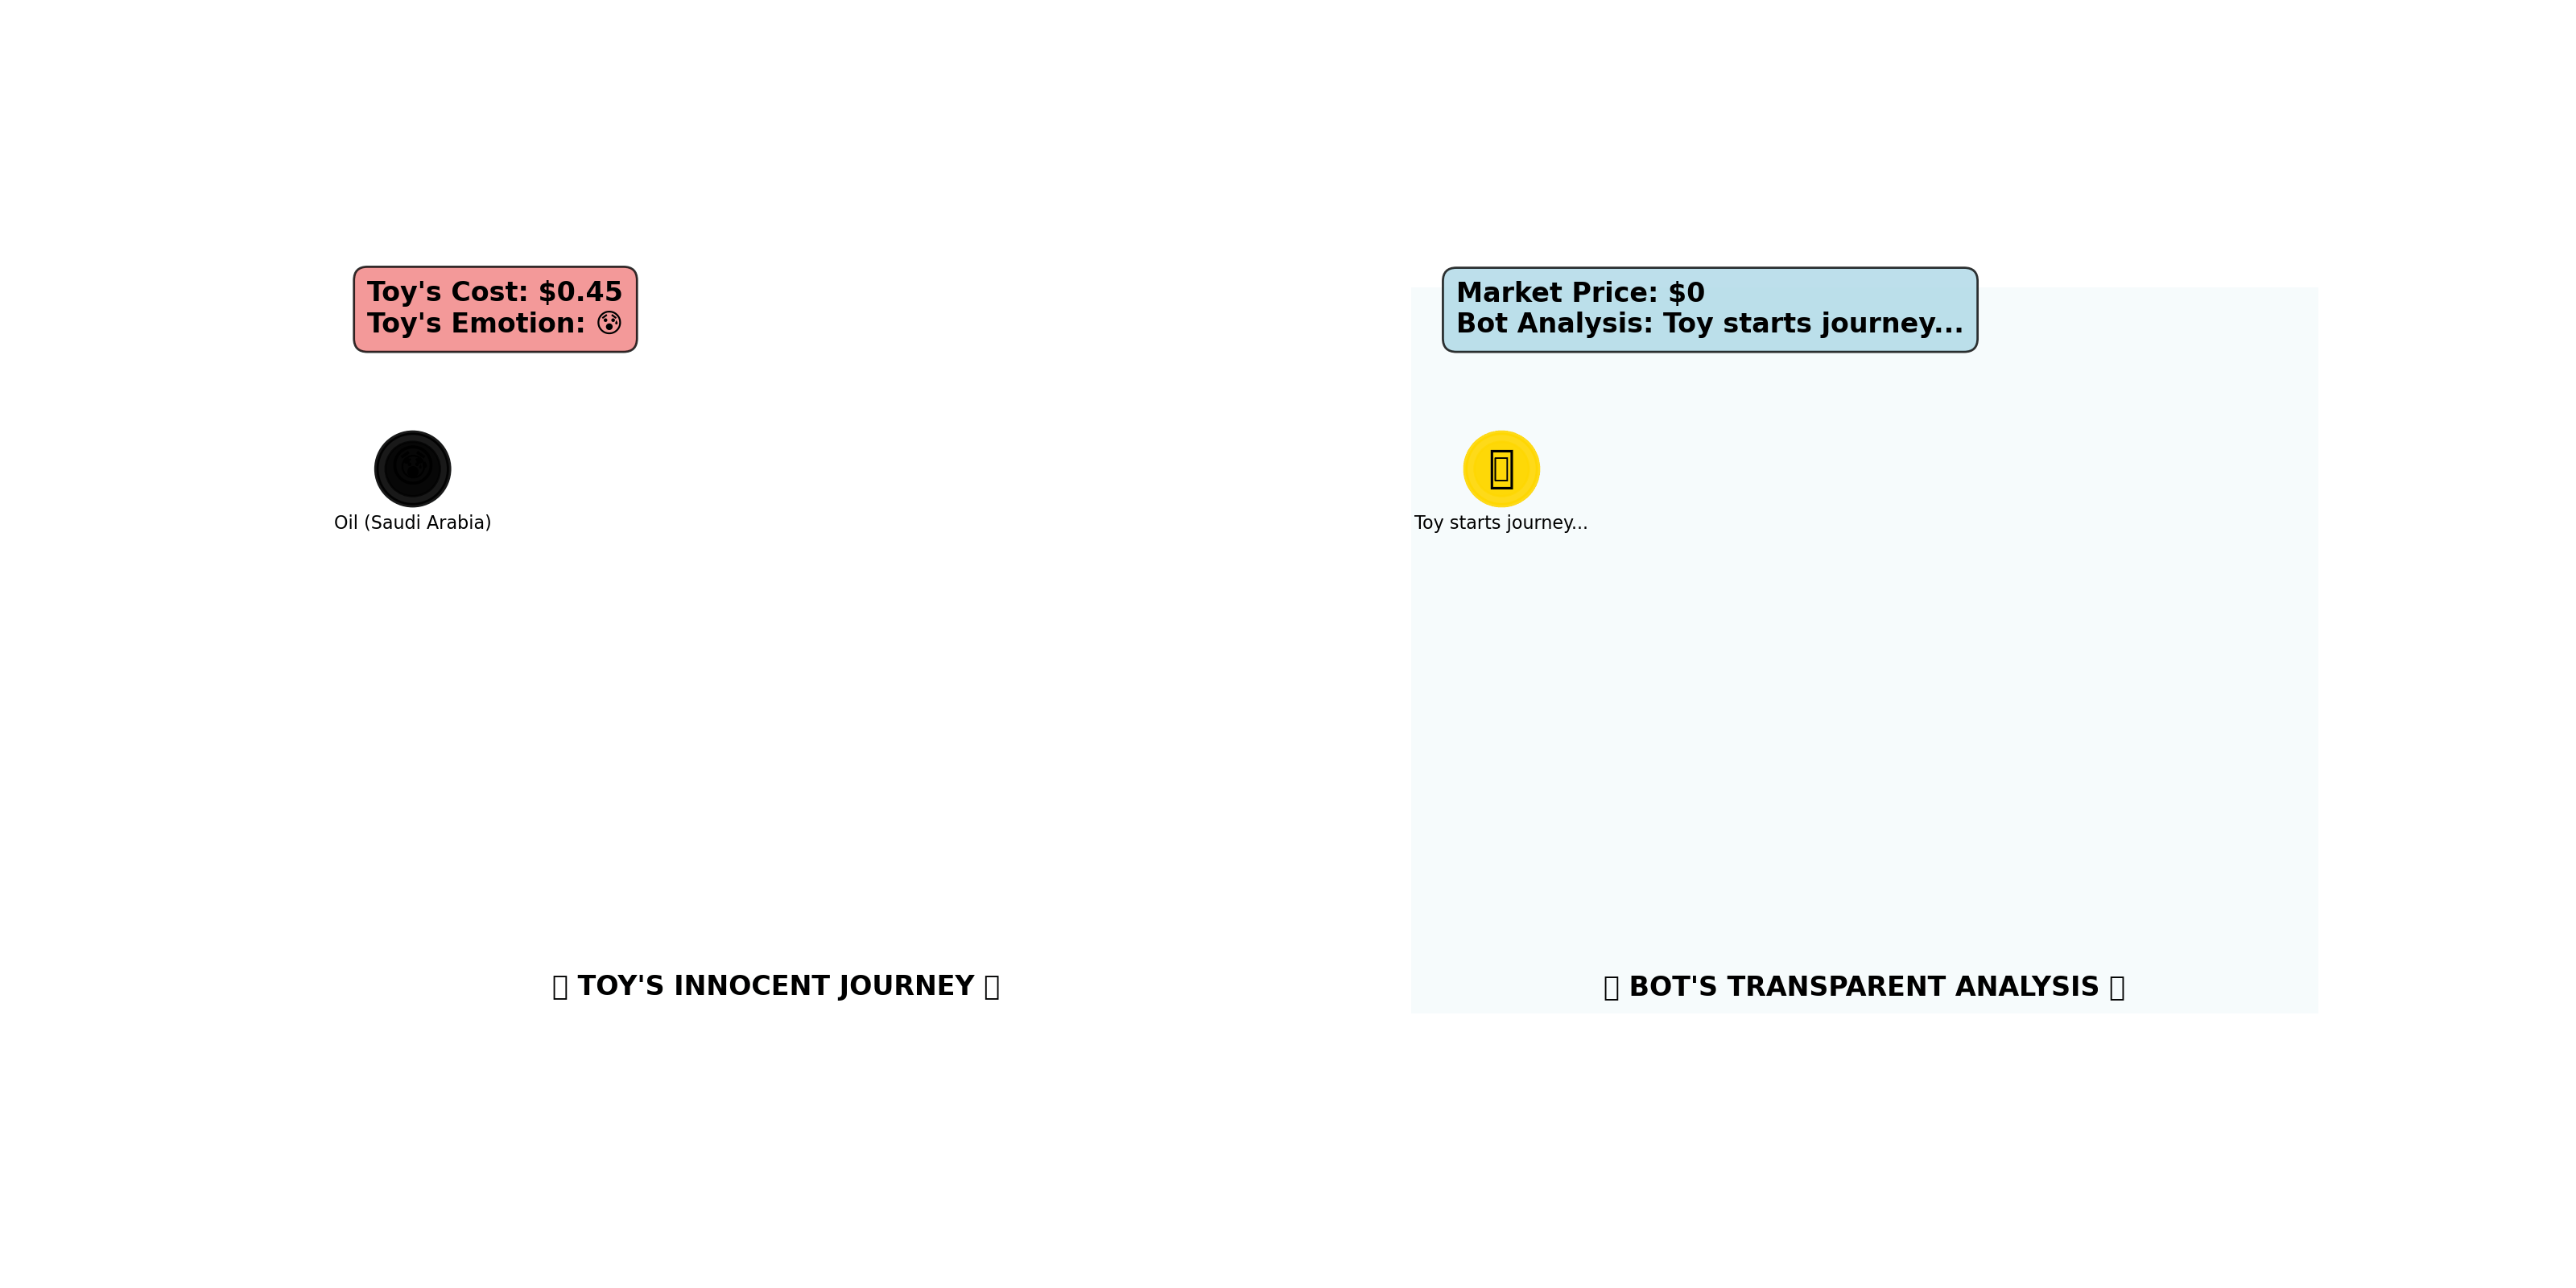 Toy's Cost: $0.45
Toy's Emotion: 😵
Oil (Saudi Arabia)
TOY'S INNOCENT JOURNEY
Market Price: $0
Bot Analysis: Toy starts journey...
Toy starts journey...
BOT'S TRANSPARENT ANALYSIS